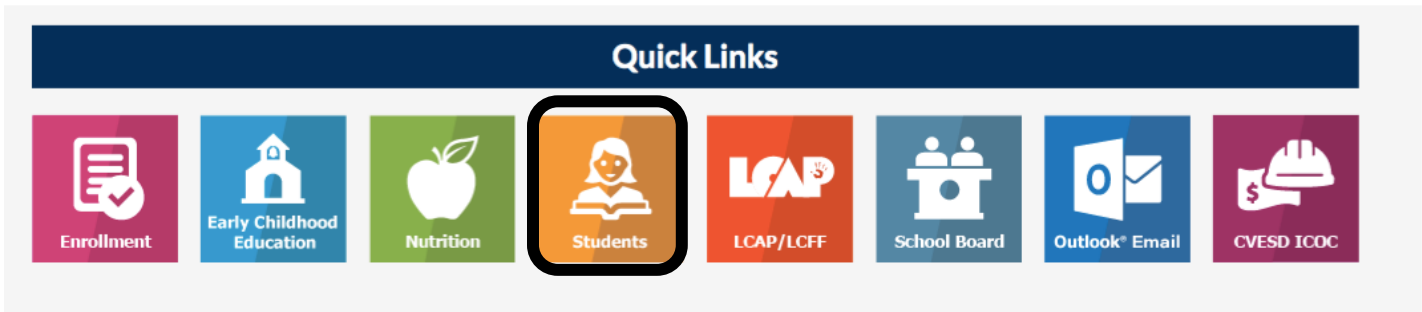 Quick Links
Enrollment
Early Childhood
Education
Nutrition
Students
LCAP
LCAP/LCFF
School Board
O
Outlook® Email
$
CVESD ICOC